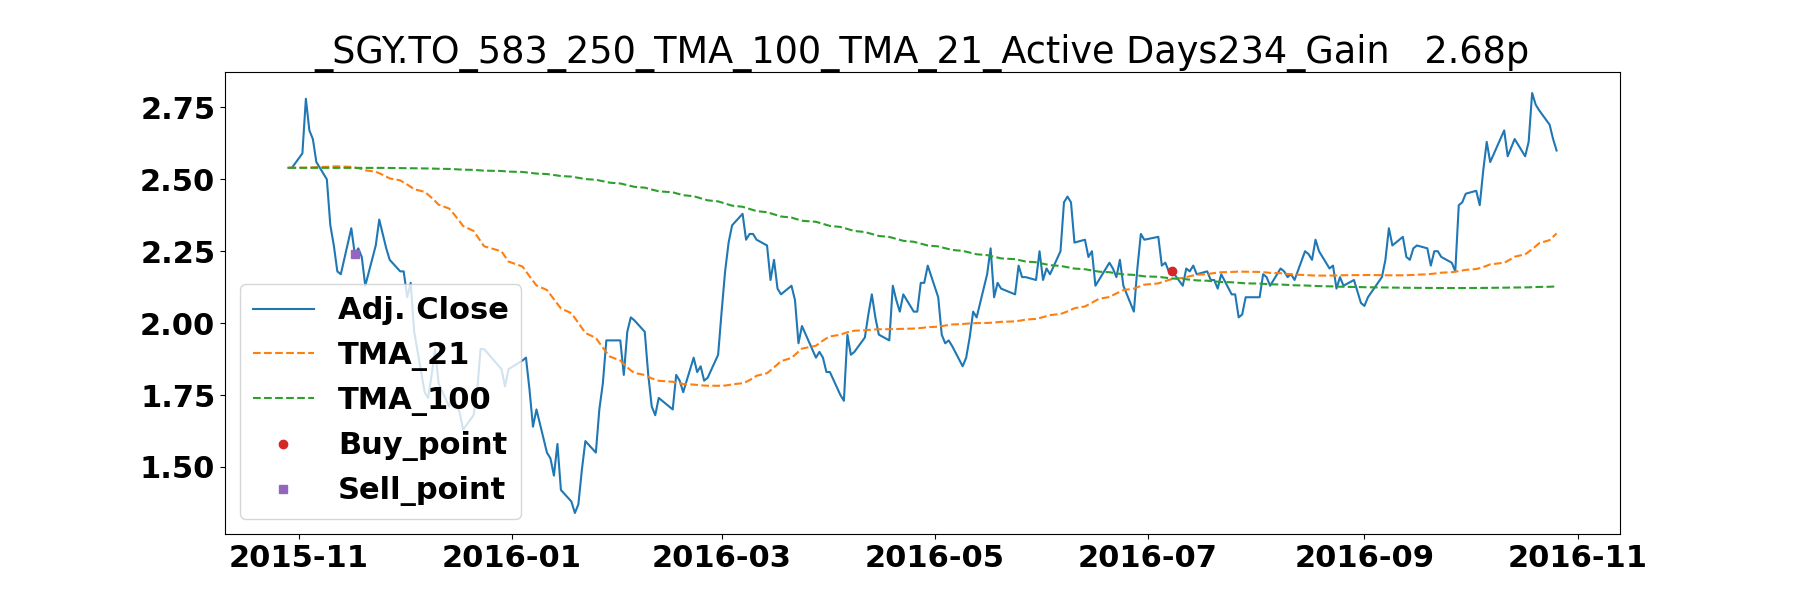 _SGY.TO_583_250_TMA_100_TMA_21_Active Days234_Gain   2.68p
2.75
2.50
2.25
2.00
1.75
1.50
Adj. Close
TMA_21
TMA_100
Buy_point
Sell_point
2015-11 2016-01 2016-03 2016-05 2016-07 2016-09 2016-11